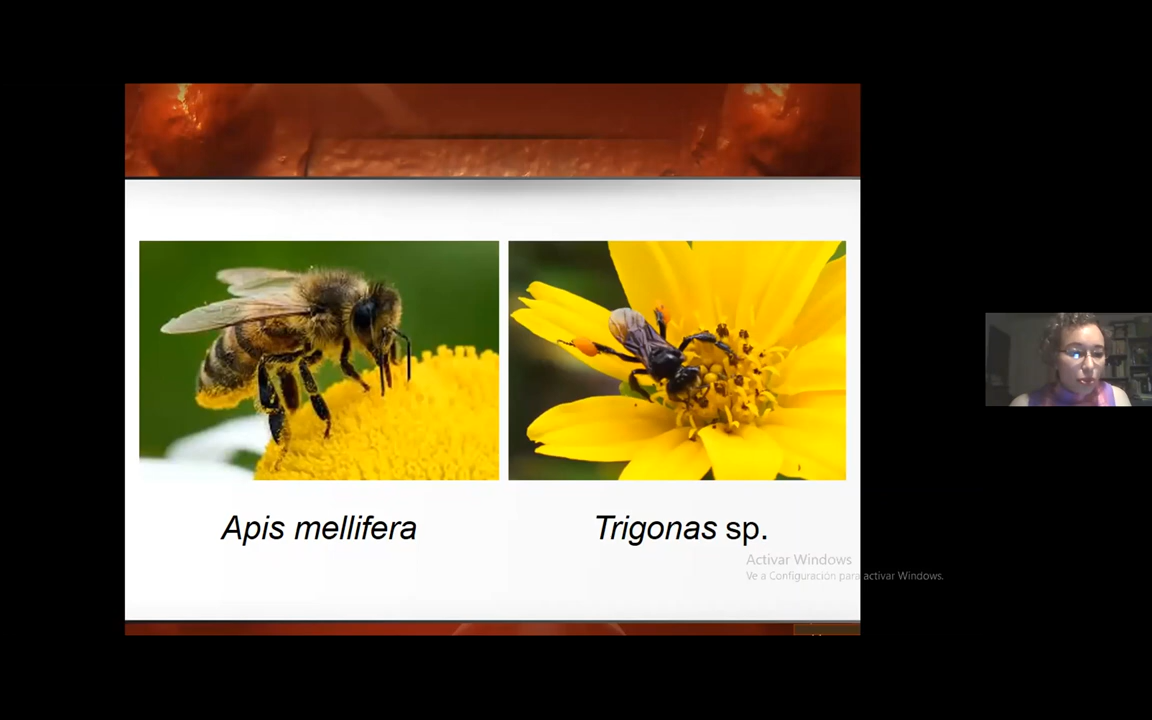 Apis mellifera
Trigonas sp.
Activar Windows
Ve a Configuración para activar Windows.